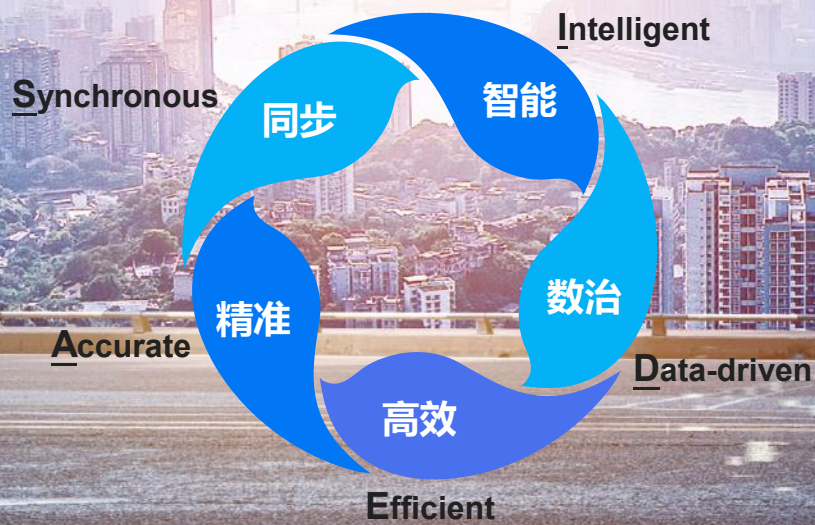 Intelligent
智能
Synchronous
同步
数治
Data-driven
精准
Accurate
高效
Efficient